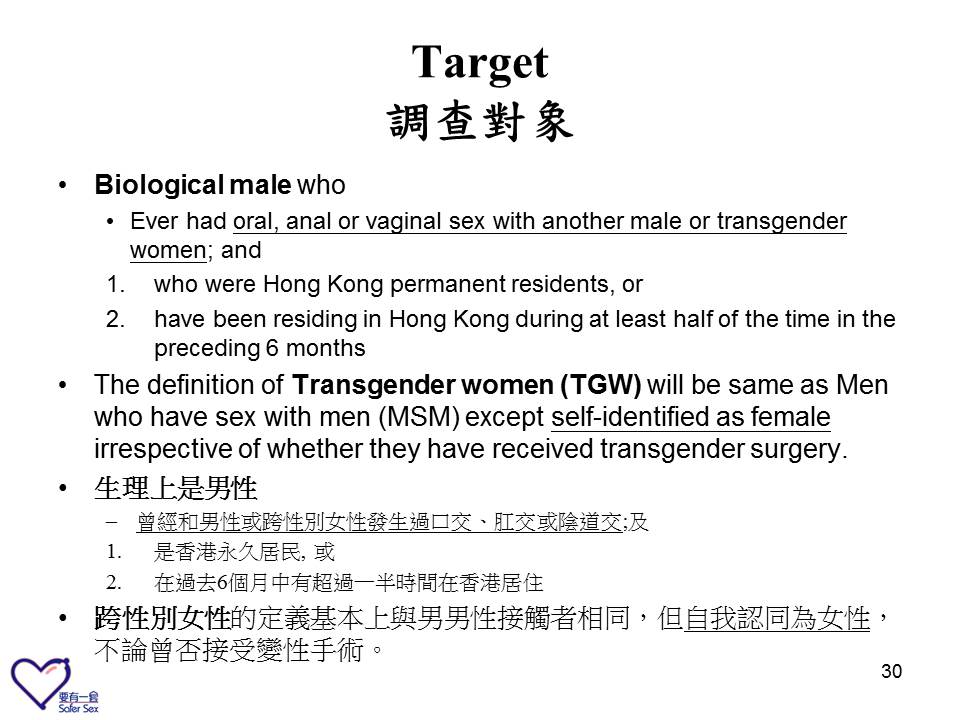 Target
調查對象
• Biological male who
• Ever had oral, anal or vaginal sex with another male or transgender
women; and
1. who were Hong Kong permanent residents, or
2. have been residing in Hong Kong during at least half of the time in the
preceding 6 months
• The definition of Transgender women (TGW) will be same as Men
who have sex with men (MSM) except self-identified as female
irrespective of whether they have received transgender surgery.
• 生理上是男性
– 曾經和男性或跨性別女性發生過口交、肛交或陰道交;及
1. 是香港永久居民, 或
2. 在過去6個月中有超過一半時間在香港居住
• 跨性別女性的定義基本上與男男性接觸者相同，但自我認同為女性，
不論曾否接受變性手術。
要有一套
Safer Sex
30